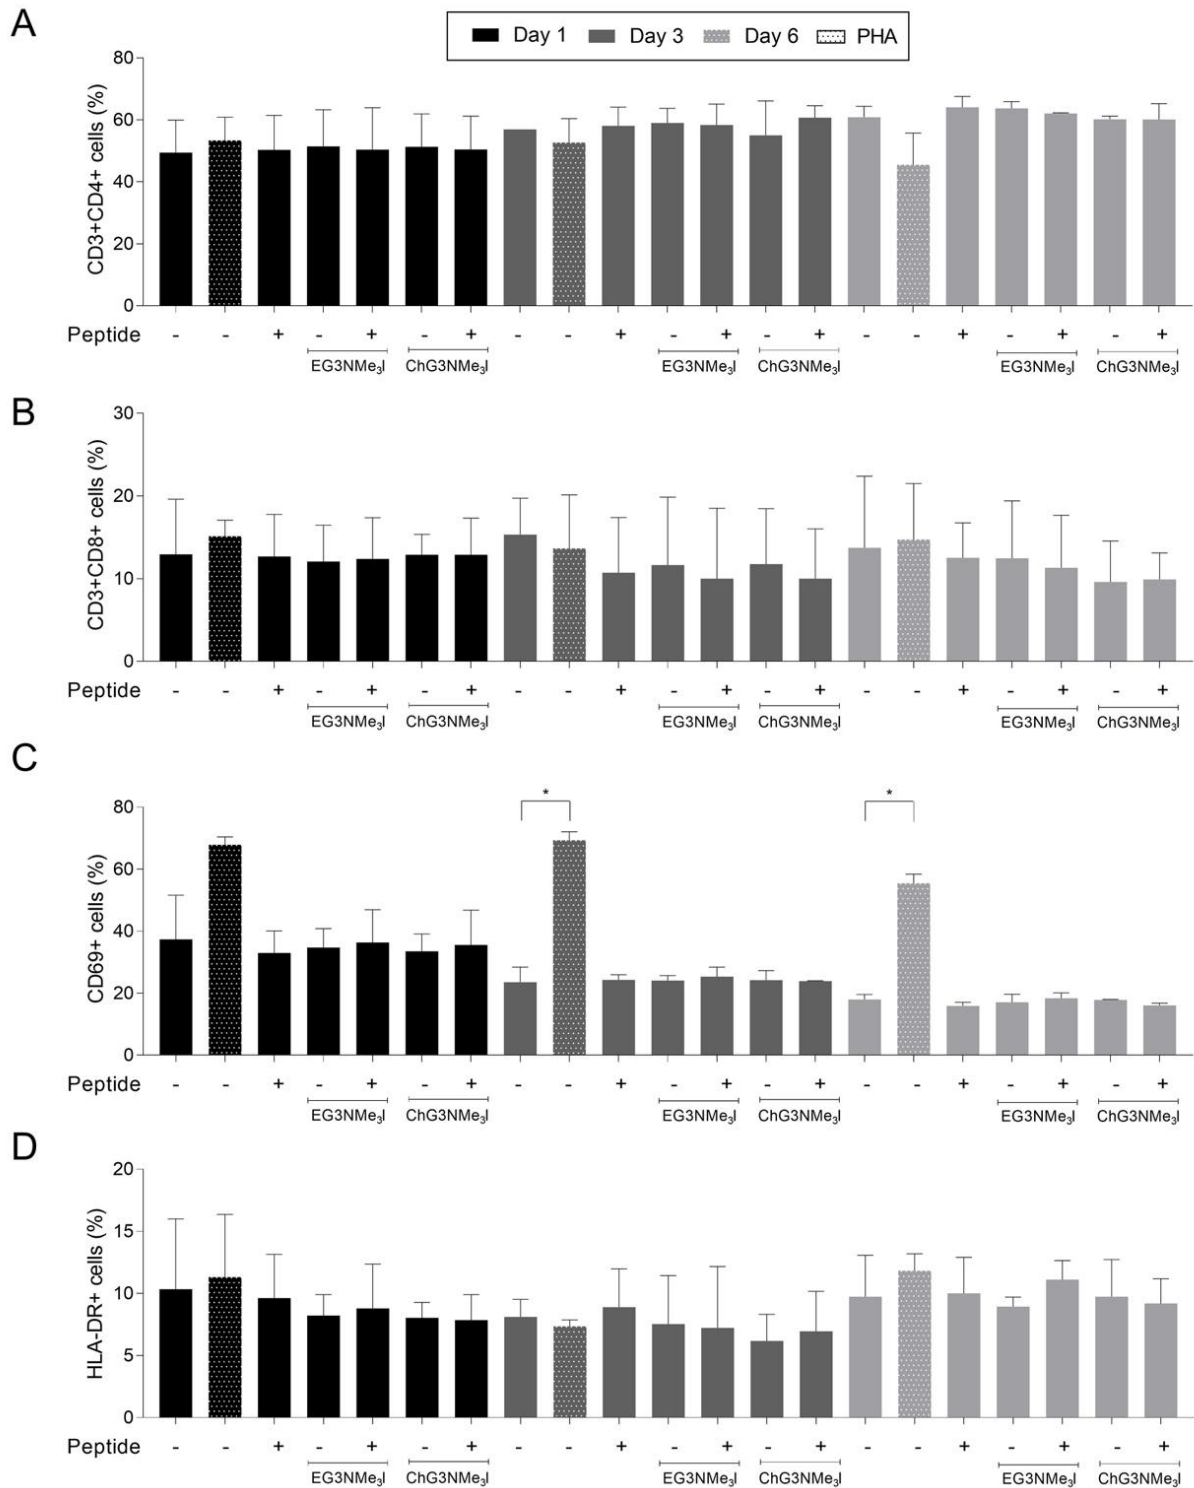 A
Day 1 Day 3 Day 6 PHA
CD3+CD4+ cells (%)
80
60
40
20
0
Peptide - - + - + - + - - + - + - + - - + - + - +
EG3NMe₃I ChG3NMe₃I EG3NMe₃I ChG3NMe₃I EG3NMe₃I ChG3NMe₃I
B
CD3+CD8+ cells (%)
30
20
10
0
Peptide - - + - + - + - - + - + - + - - + - + - +
EG3NMe₃I ChG3NMe₃I EG3NMe₃I ChG3NMe₃I EG3NMe₃I ChG3NMe₃I
C
CD69+ cells (%)
* *
80
60
40
20
0
Peptide - - + - + - + - - + - + - + - - + - + - +
EG3NMe₃I ChG3NMe₃I EG3NMe₃I ChG3NMe₃I EG3NMe₃I ChG3NMe₃I
D
HLA-DR+ cells (%)
20
15
10
5
0
Peptide - - + - + - + - - + - + - + - - + - + - +
EG3NMe₃I ChG3NMe₃I EG3NMe₃I ChG3NMe₃I EG3NMe₃I ChG3NMe₃I